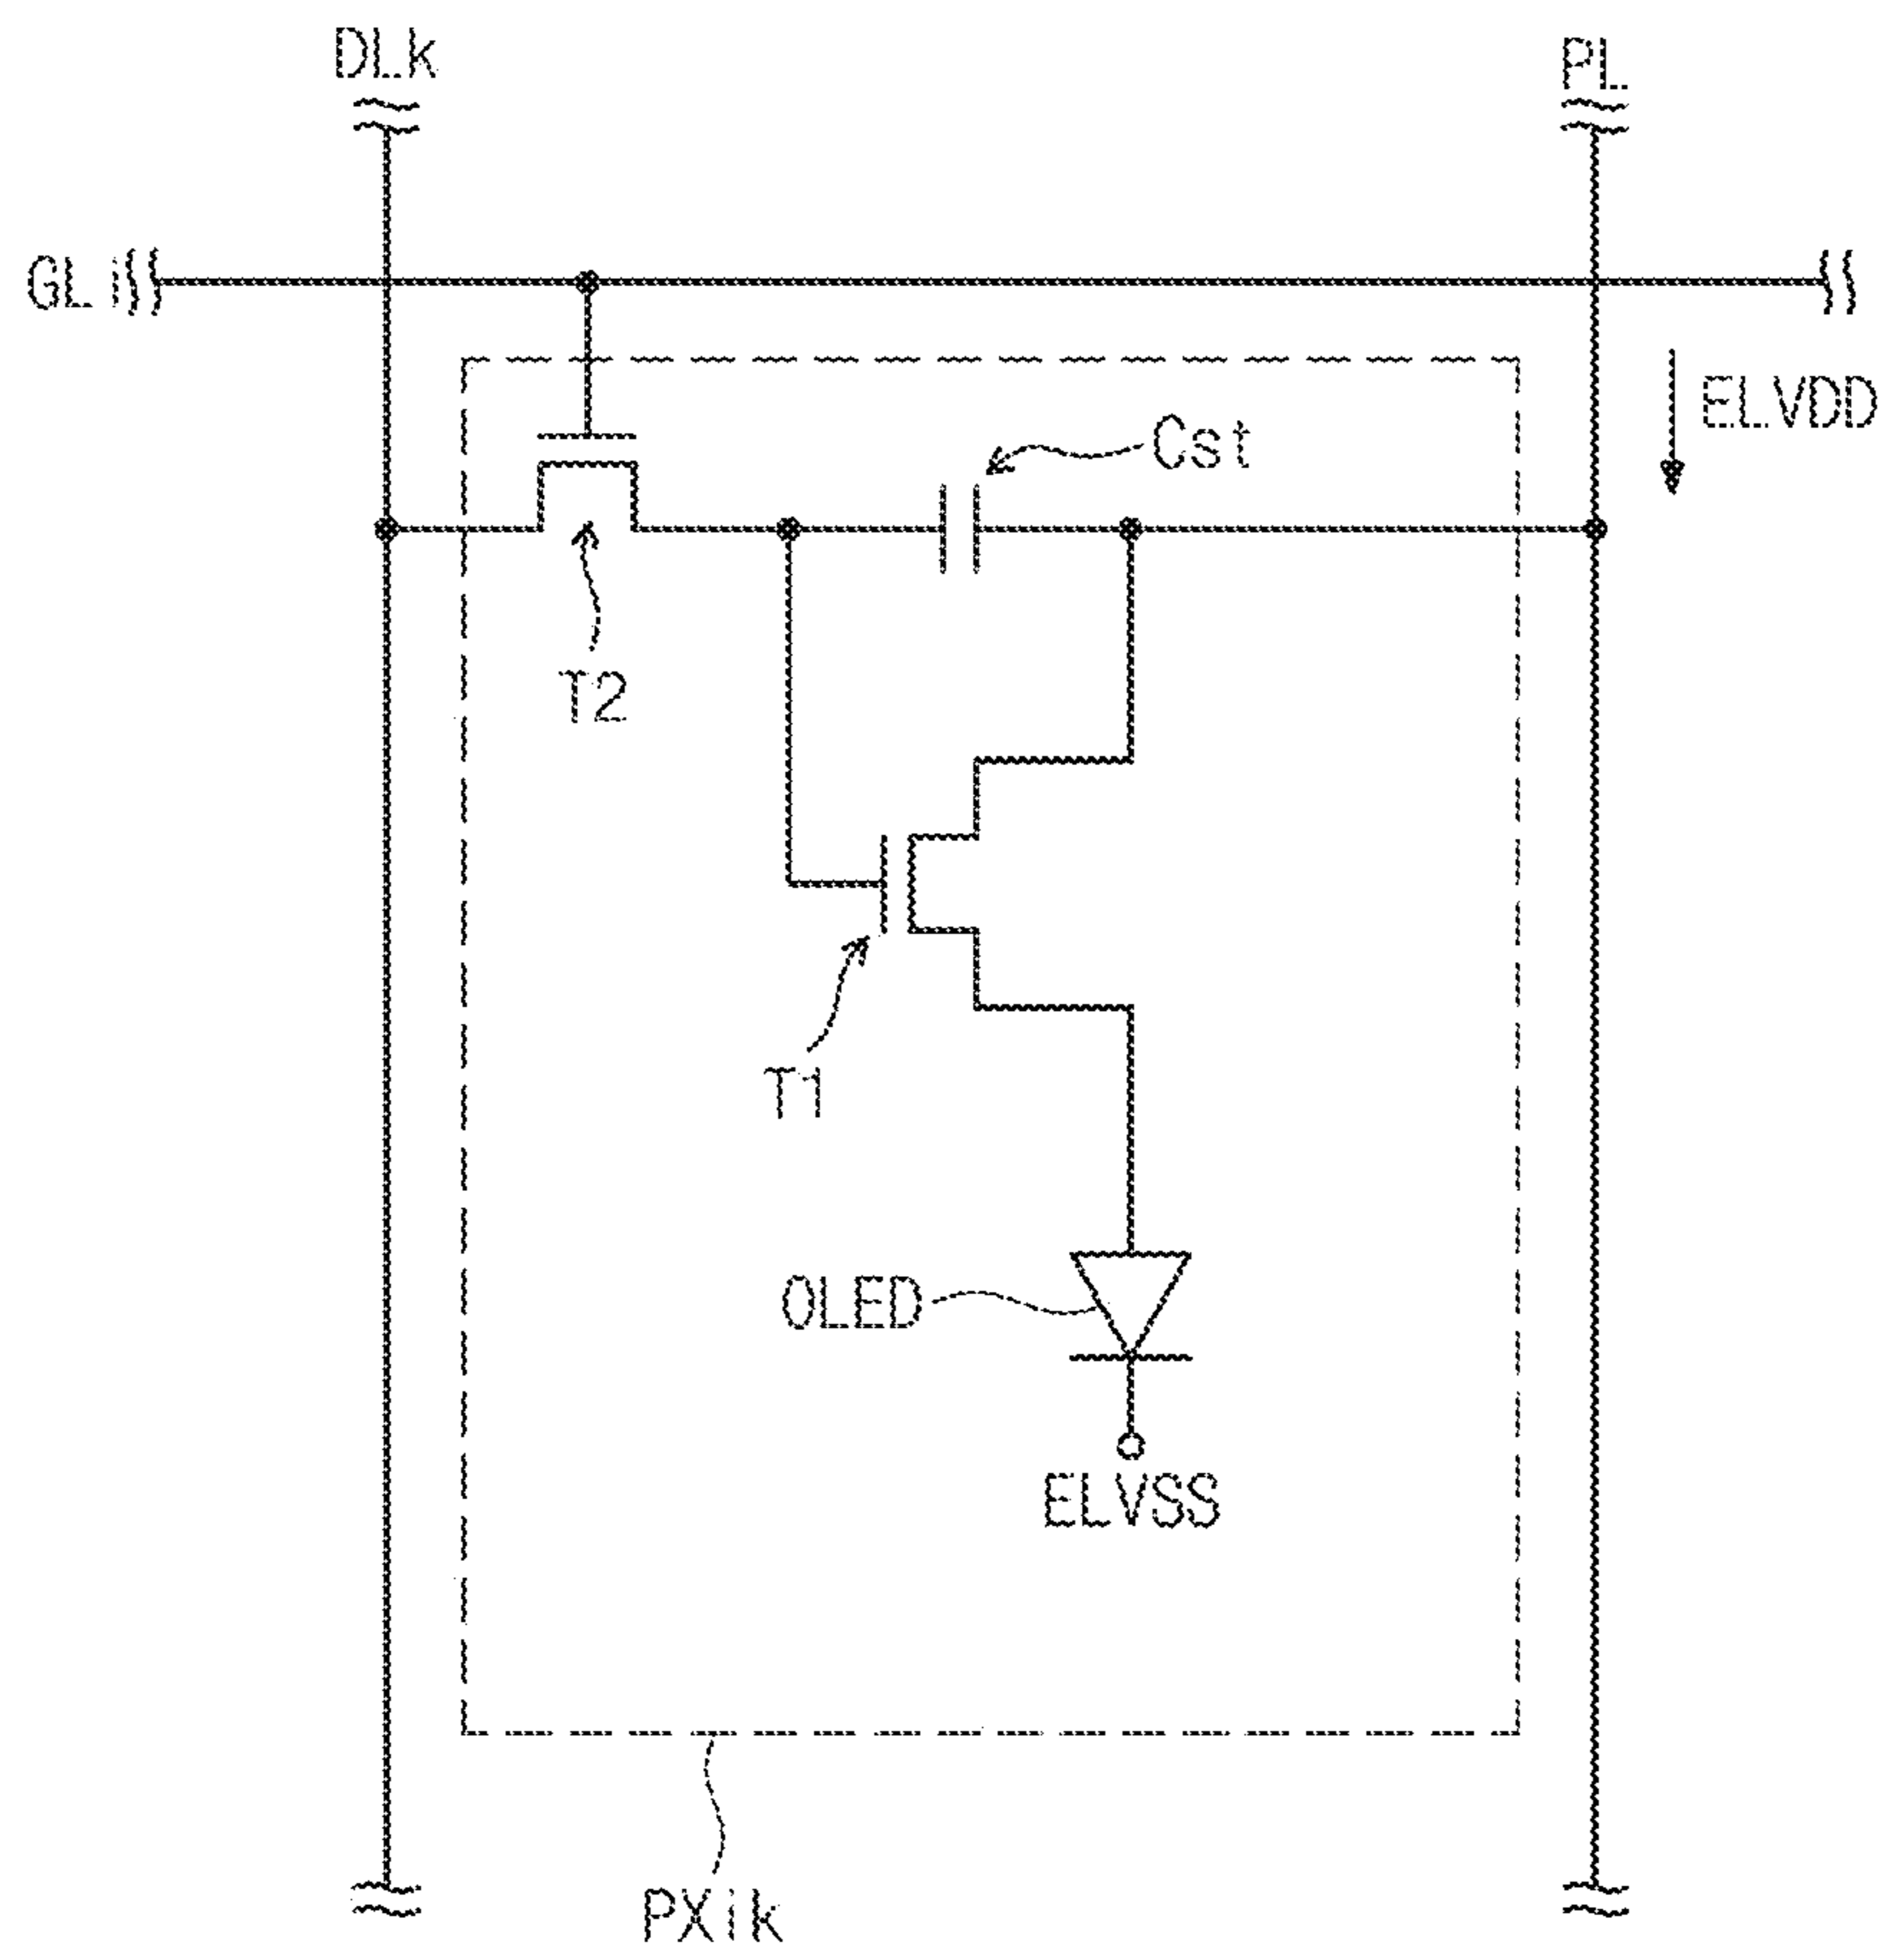 DLk
PL
GLi
ELVDD
Cst
T2
T1
OLED
ELVSS
PXik